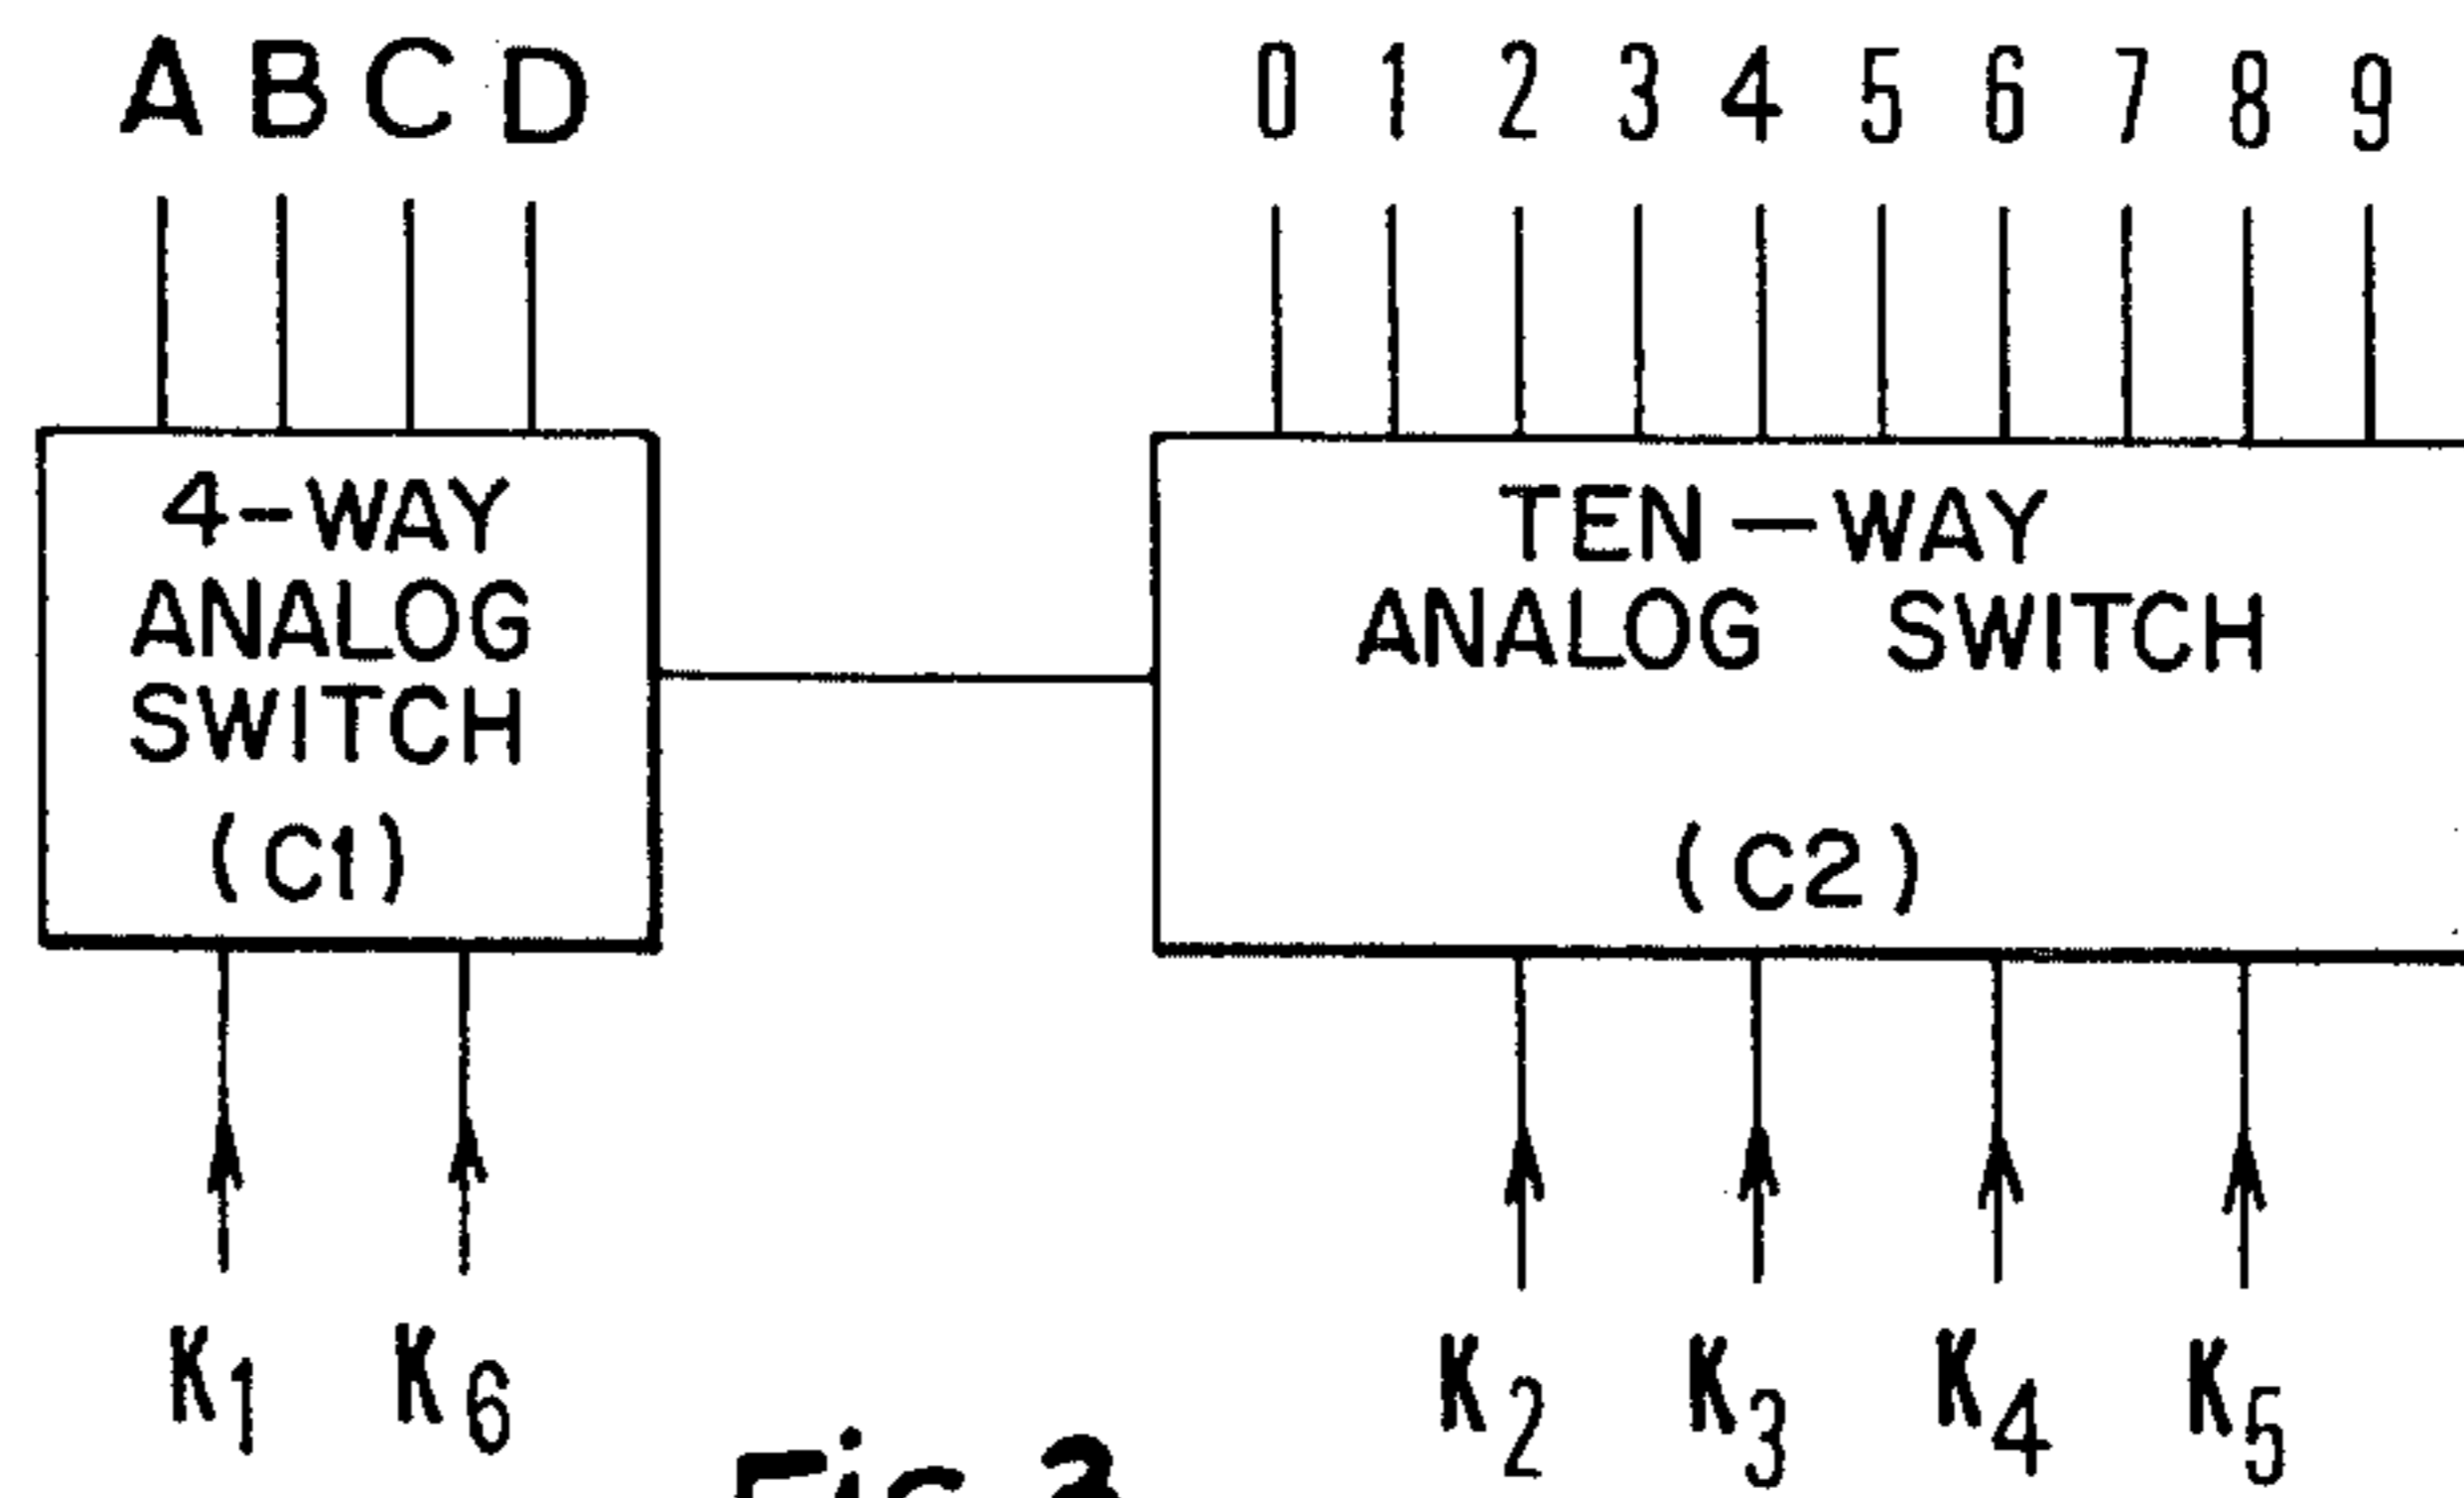 A B C D
0 1 2 3 4 5 6 7 8 9
4-WAY
ANALOG
SWITCH
(C1)
TEN-WAY
ANALOG SWITCH
(C2)
K1 K6
K2 K3 K4 K5